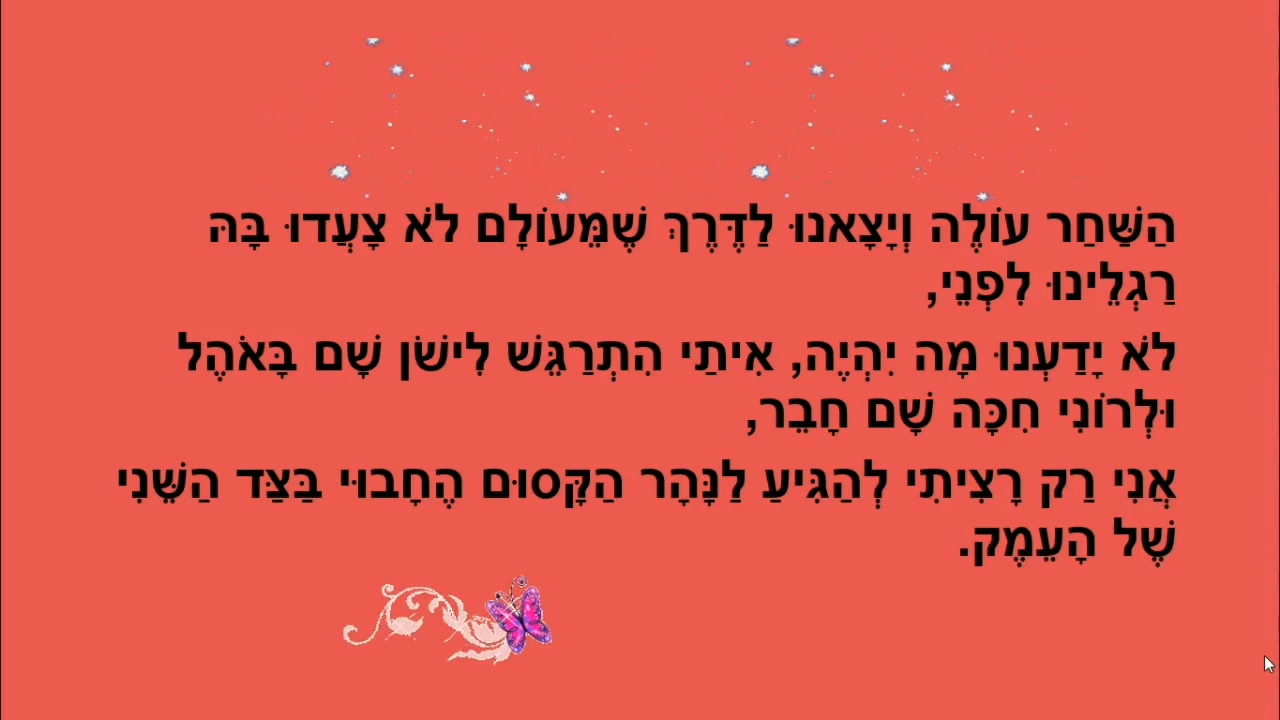 הַשַּׁחַר עוֹלֶה וְיָצָאנוּ לַדֶּרֶךְ שֶׁמֵּעוֹלָם לֹא צָעֲדוּ בָּהּ
רַגְלֵינוּ לִפְנֵי,
לֹא יָדַעְנוּ מָה יִהְיֶה, אִיתַי הִתְרַגֵּשׁ לִישֹׁן שָׁם בָּאֹהֶל
וּלְרוֹנִי חִכָּה שָׁם חָבֵר,
אֲנִי רַק רָצִיתִי לְהַגִּיעַ לַנָּהָר הַקָּסוּם הֶחָבוּי בַּצַּד הַשֵּׁנִי
שֶׁל הָעֵמֶק.